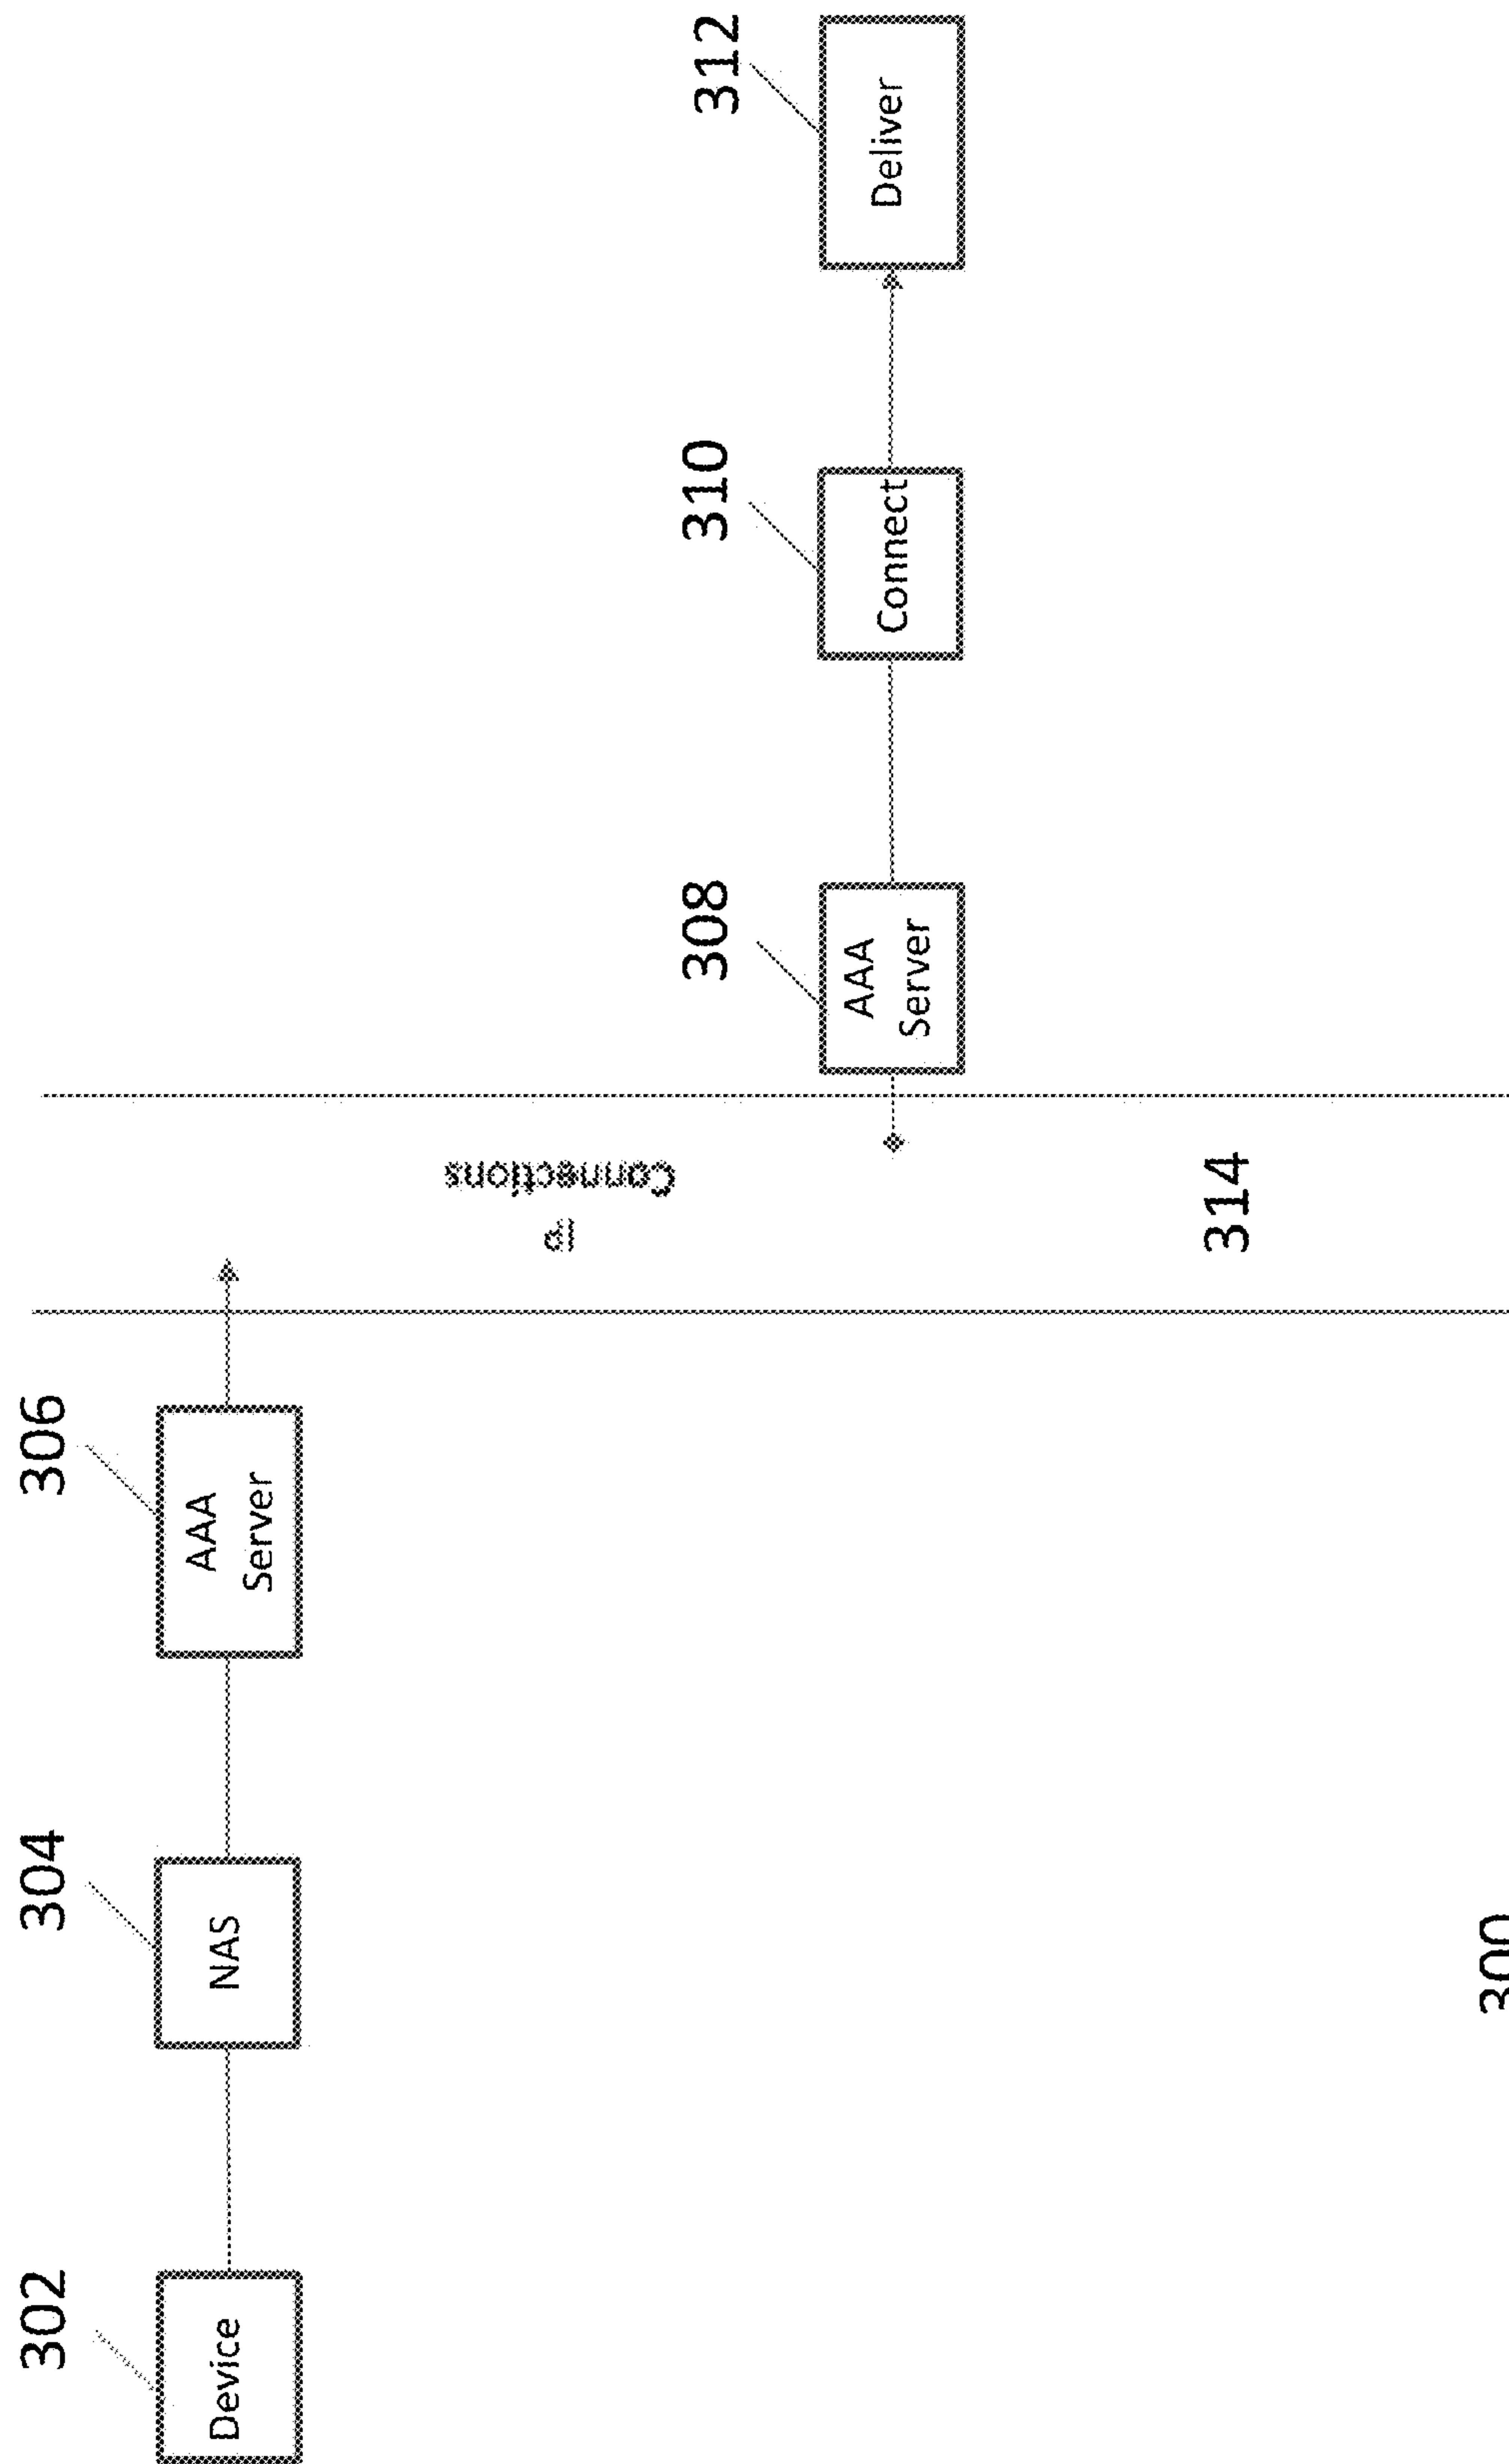 302
304
306
Device
NAS
AAA
Server
IP
Connections
308
310
312
AAA
Server
Connect
Deliver
314
300